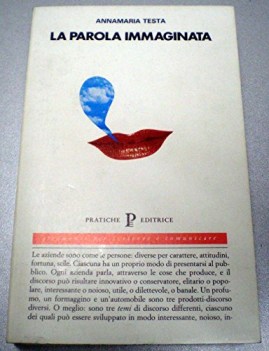 ANNAMARIA TESTA
LA PAROLA IMMAGINATA
PRATICHE PE EDITRICE
e comunicare
Le aziende sono come le persone: diverse per carattere, attitudini,
fortuna, stile. Ciascuna ha un proprio modo di presentarsi al pub-
blico. Ogni azienda parla, attraverso le cose che produce, e il
discorso può risultare innovativo o conservatore, elitario o popo-
lare, interessante o noioso, utile, o dilettevole, o banale. Un profu-
mo, un formaggino e un'automobile sono tre prodotti-discorso
diversi. O meglio: sono tre temi di discorso differenti, ciascuno
dei quali può essere sviluppato in modo interessante, noioso, in-